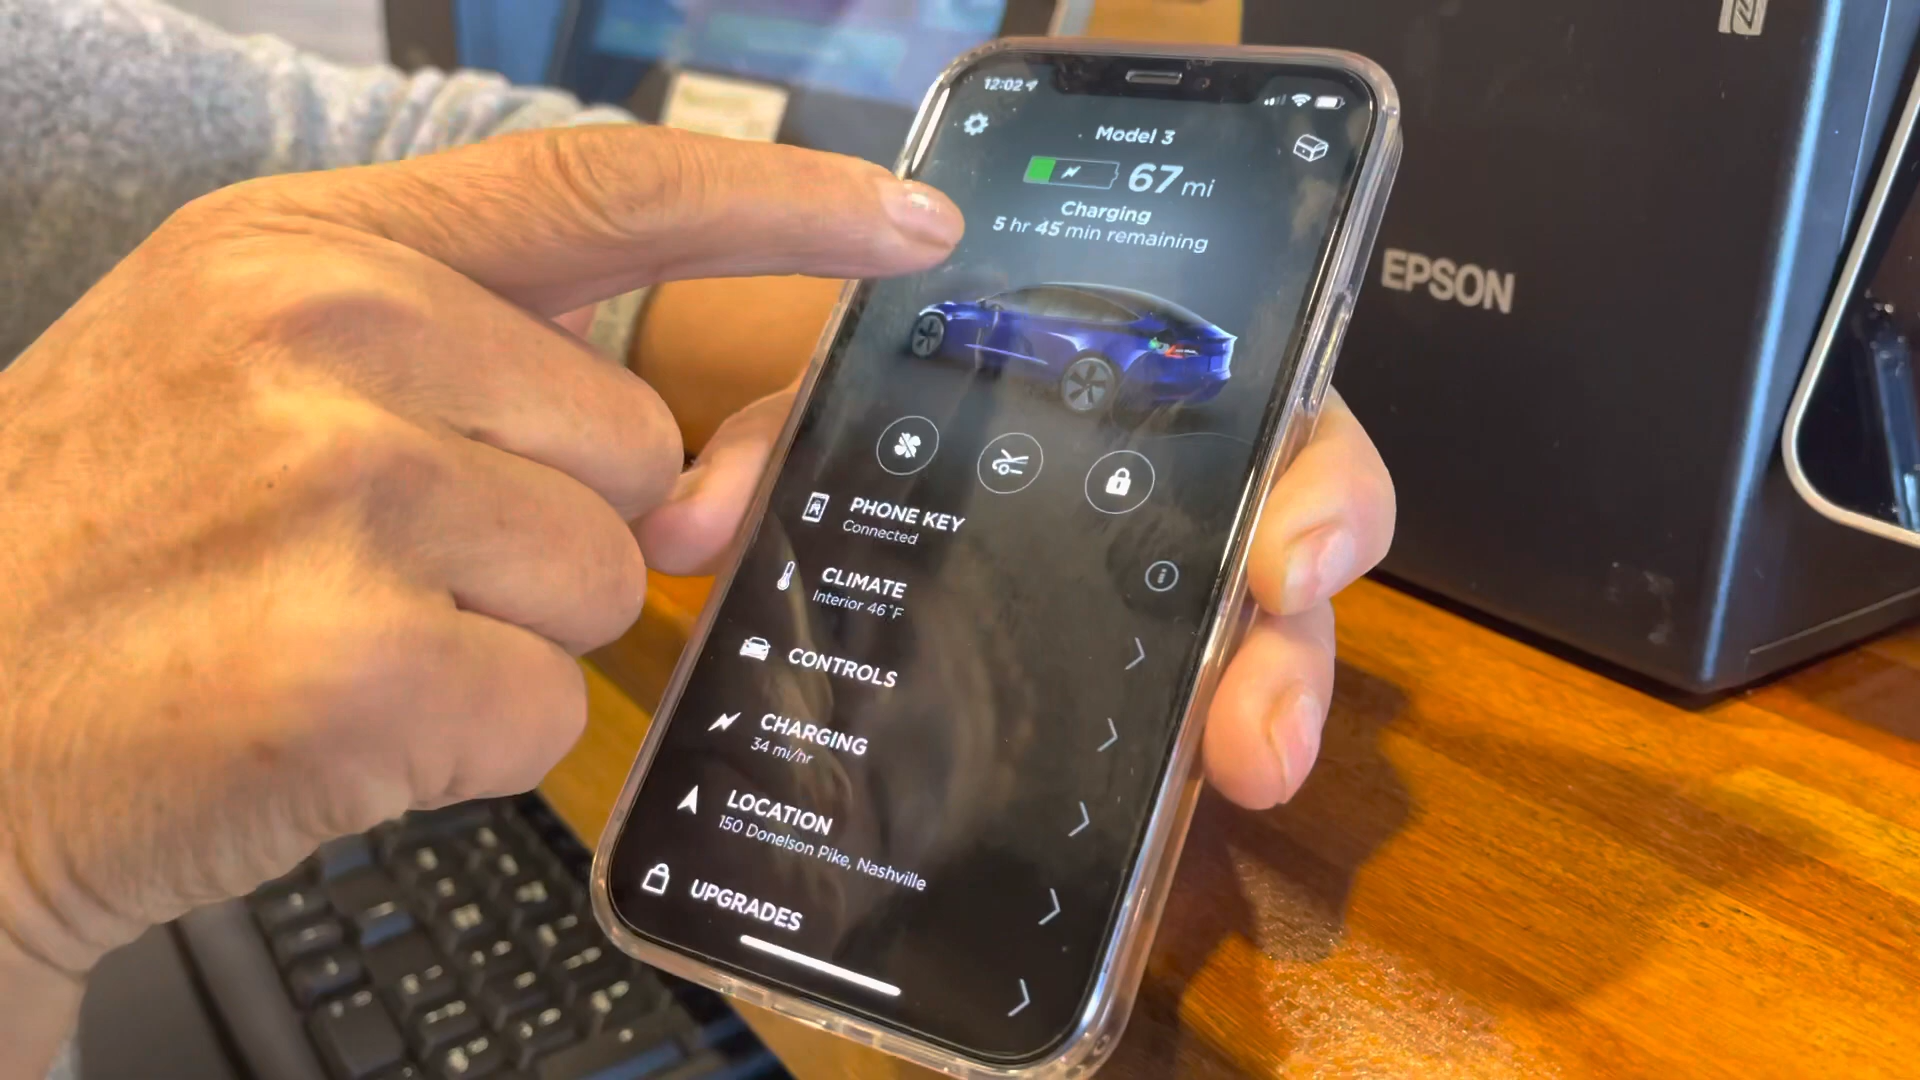 12:02
Model 3
67 mi
Charging
5 hr 45 min remaining
EPSON
PHONE KEY
Connected
CLIMATE
Interior 46°F
CONTROLS
CHARGING
34 mi/hr
LOCATION
150 Donelson Pike, Nashville
UPGRADES